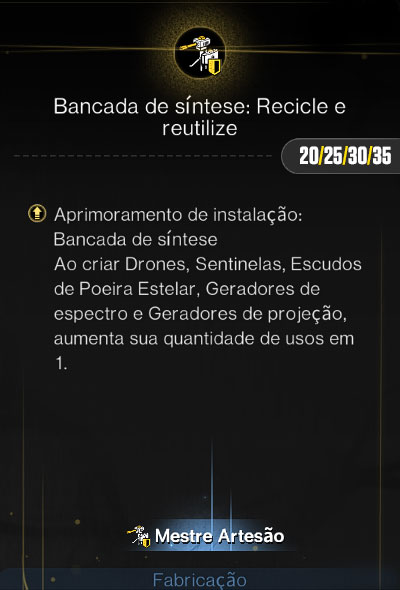 Bancada de síntese: Recicle e
reutilize
20/25/30/35
Aprimoramento de instalação:
Bancada de síntese
Ao criar Drones, Sentinelas, Escudos
de Poeira Estelar, Geradores de
espectro e Geradores de projeção,
aumenta sua quantidade de usos em
1.
Mestre Artesão
Fabricação